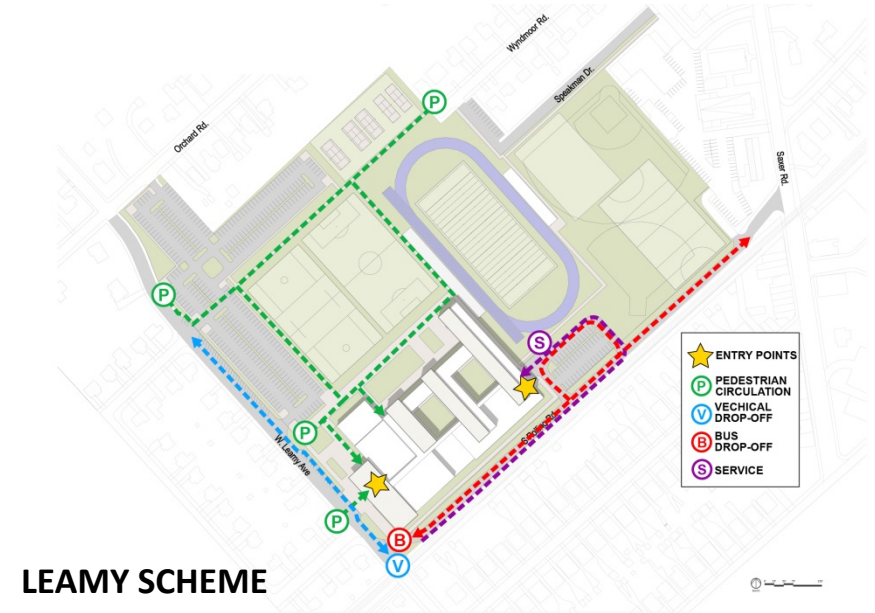 Wyndmoor Rd.
Speakman Dr.
Orchard Rd.
Saxer Rd.
P
P
S
ENTRY POINTS
P PEDESTRIAN
CIRCULATION
V VECHICAL
DROP-OFF
B BUS
DROP-OFF
S SERVICE
P
W. Leamy Ave
P
B
V
LEAMY SCHEME